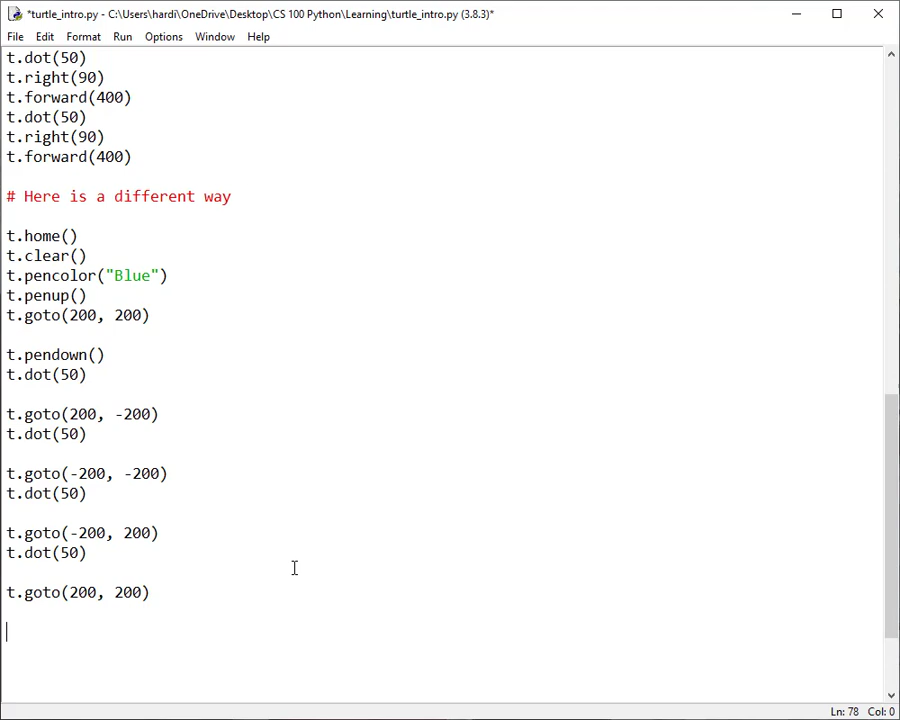 *turtle_intro.py - C:\Users\hardi\OneDrive\Desktop\CS 100 Python\Learning\turtle_intro.py (3.8.3)*
File Edit Format Run Options Window Help
t.dot(50)
t.right(90)
t.forward(400)
t.dot(50)
t.right(90)
t.forward(400)
# Here is a different way
t.home()
t.clear()
t.pencolor("Blue")
t.penup()
t.goto(200, 200)
t.pendown()
t.dot(50)
t.goto(200, -200)
t.dot(50)
t.goto(-200, -200)
t.dot(50)
t.goto(-200, 200)
t.dot(50)
t.goto(200, 200)
Ln: 78 Col: 0